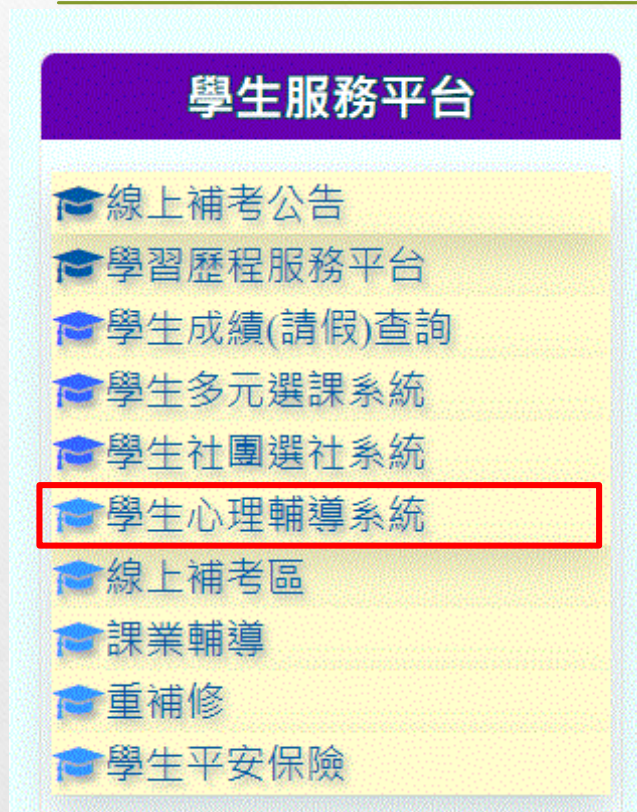 學生服務平台
線上補考公告
學習歷程服務平台
學生成績(請假)查詢
學生多元選課系統
學生社團選社系統
學生心理輔導系統
線上補考區
課業輔導
重補修
學生平安保險